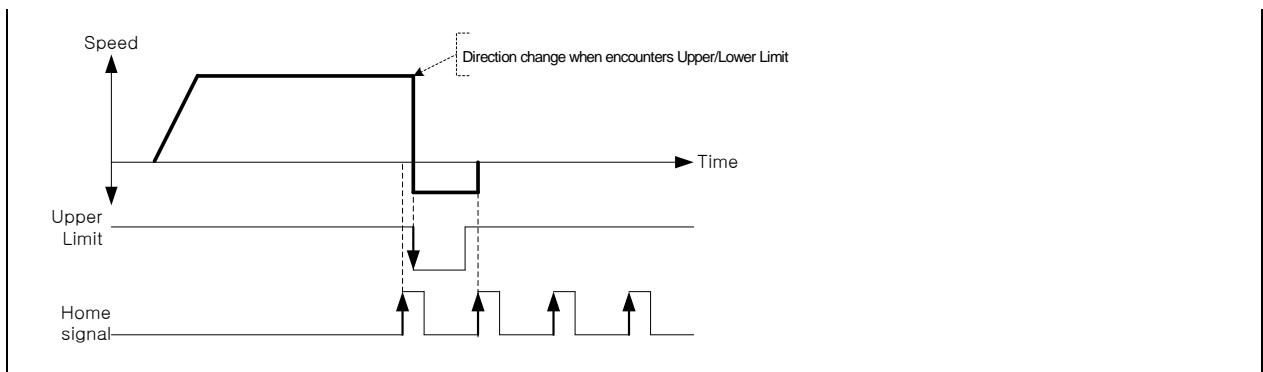 Speed
Direction change when encounters Upper/Lower Limit
Time
Upper
Limit
Home
signal